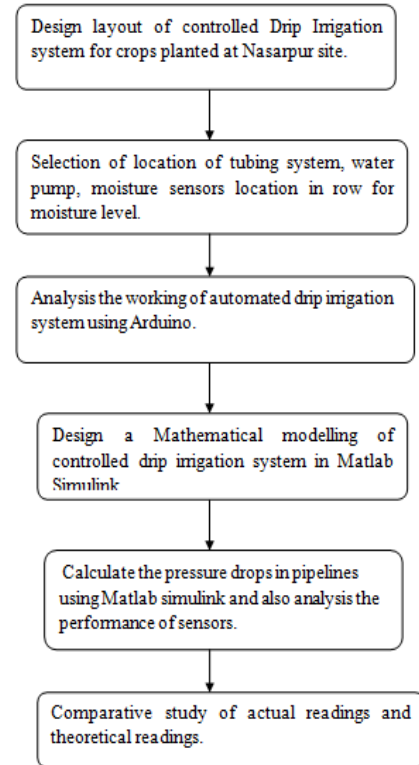 Design layout of controlled Drip Irrigation
system for crops planted at Nasarpur site.
Selection of location of tubing system, water
pump, moisture sensors location in row for
moisture level.
Analysis the working of automated drip irrigation
system using Arduino.
Design a Mathematical modelling of
controlled drip irrigation system in Matlab
Simulink
Calculate the pressure drops in pipelines
using Matlab simulink and also analysis the
performance of sensors.
Comparative study of actual readings and
theoretical readings.